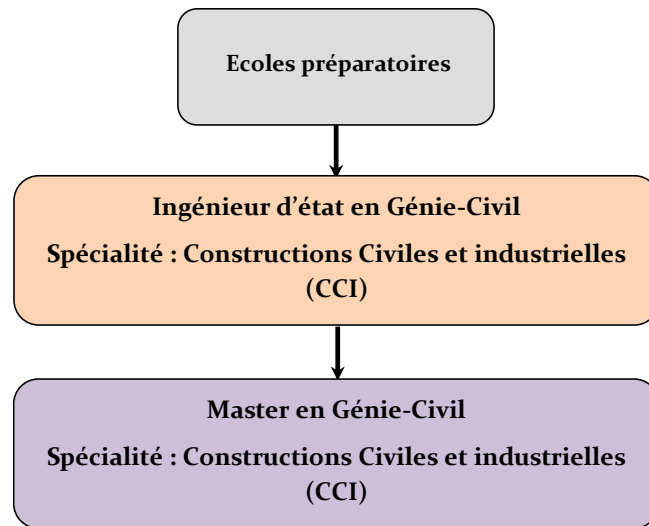 Ecoles préparatoires
Ingénieur d’état en Génie-Civil
Spécialité : Constructions Civiles et industrielles
(CCI)
Master en Génie-Civil
Spécialité : Constructions Civiles et industrielles
(CCI)